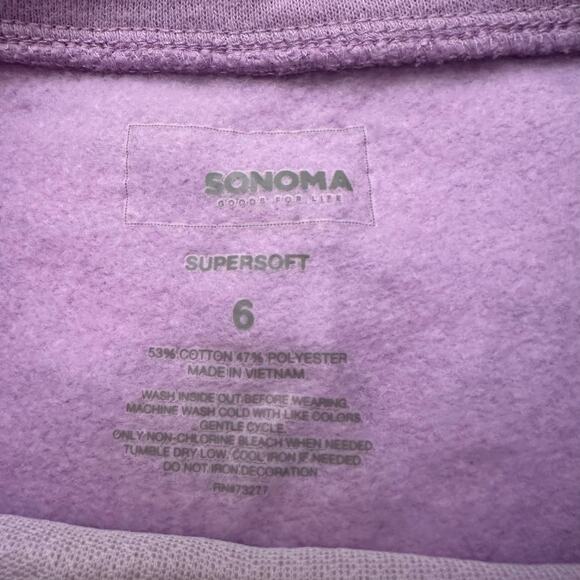 SONOMA
GOODS FOR LIFE
SUPERSOFT
6
53% COTTON 47% POLYESTER
MADE IN VIETNAM
WASH INSIDE OUT BEFORE WEARING.
MACHINE WASH COLD WITH LIKE COLORS.
GENTLE CYCLE.
ONLY NON-CHLORINE BLEACH WHEN NEEDED.
TUMBLE DRY LOW. COOL IRON IF NEEDED.
DO NOT IRON DECORATION.
RN#73277